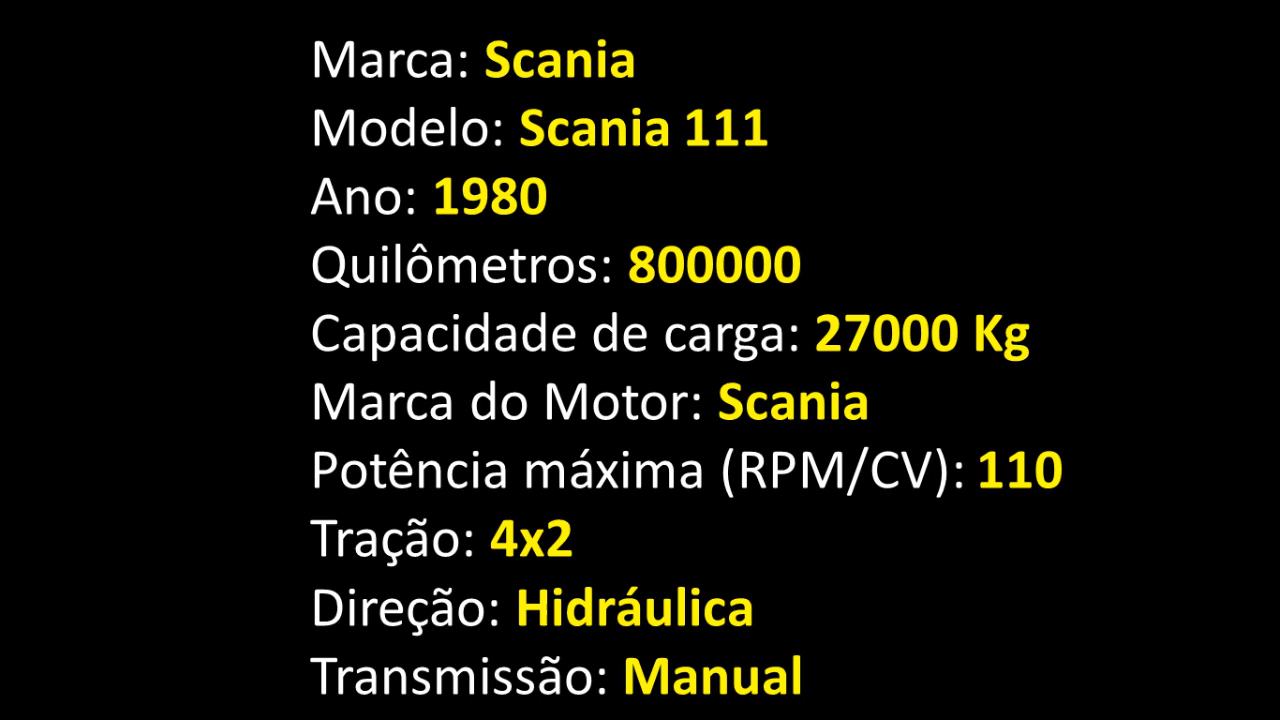 Marca: Scania
Modelo: Scania 111
Ano: 1980
Quilômetros: 800000
Capacidade de carga: 27000 Kg
Marca do Motor: Scania
Potência máxima (RPM/CV): 110
Tração: 4x2
Direção: Hidráulica
Transmissão: Manual